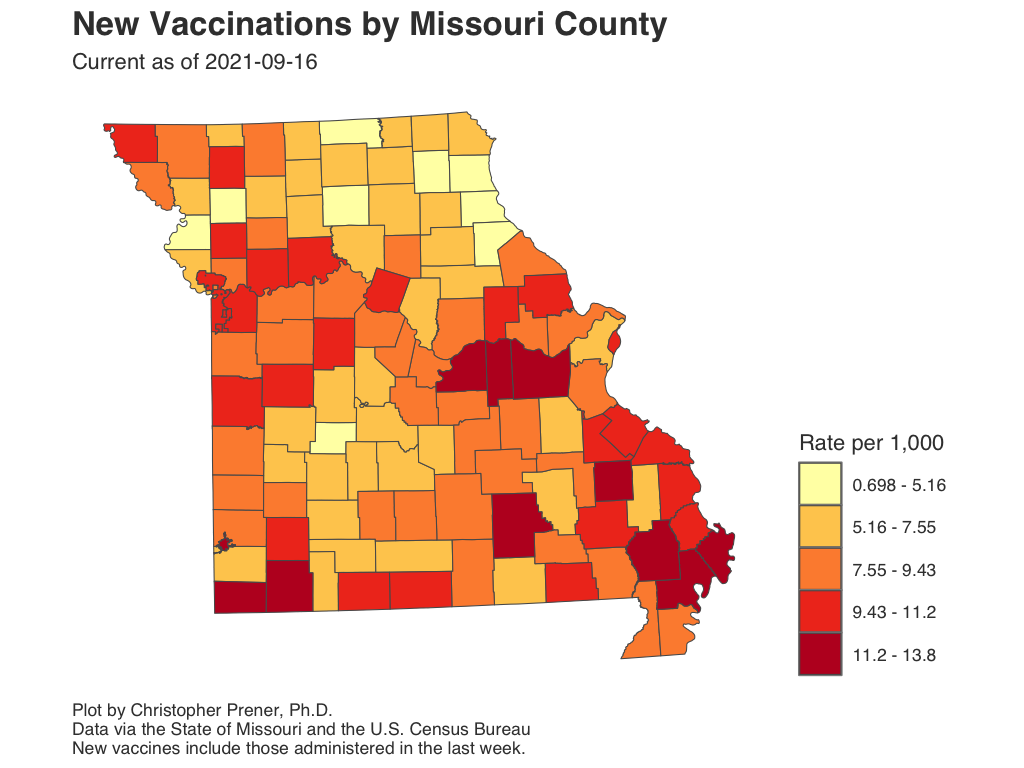 New Vaccinations by Missouri County
Current as of 2021-09-16
Rate per 1,000
0.698 - 5.16
5.16 - 7.55
7.55 - 9.43
9.43 - 11.2
11.2 - 13.8
Plot by Christopher Prener, Ph.D.
Data via the State of Missouri and the U.S. Census Bureau
New vaccines include those administered in the last week.